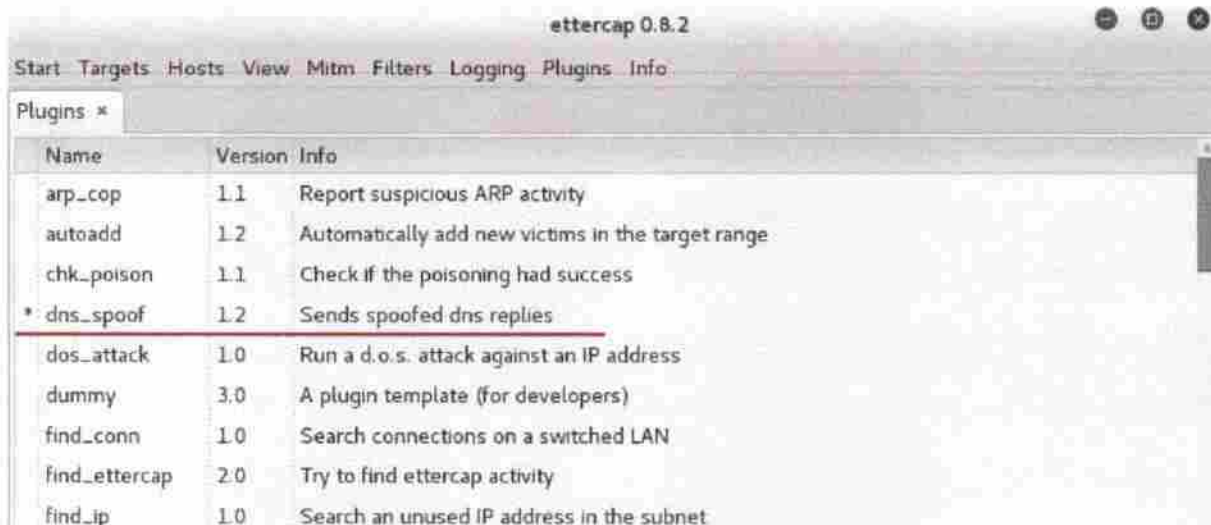 ettercap 0.8.2
Start Targets Hosts View Mitm Filters Logging Plugins Info
Plugins ×
Name Version Info
arp_cop 1.1 Report suspicious ARP activity
autoadd 1.2 Automatically add new victims in the target range
chk_poison 1.1 Check if the poisoning had success
* dns_spoof 1.2 Sends spoofed dns replies
dos_attack 1.0 Run a d.o.s. attack against an IP address
dummy 3.0 A plugin template (for developers)
find_conn 1.0 Search connections on a switched LAN
find_ettercap 2.0 Try to find ettercap activity
find_ip 1.0 Search an unused IP address in the subnet